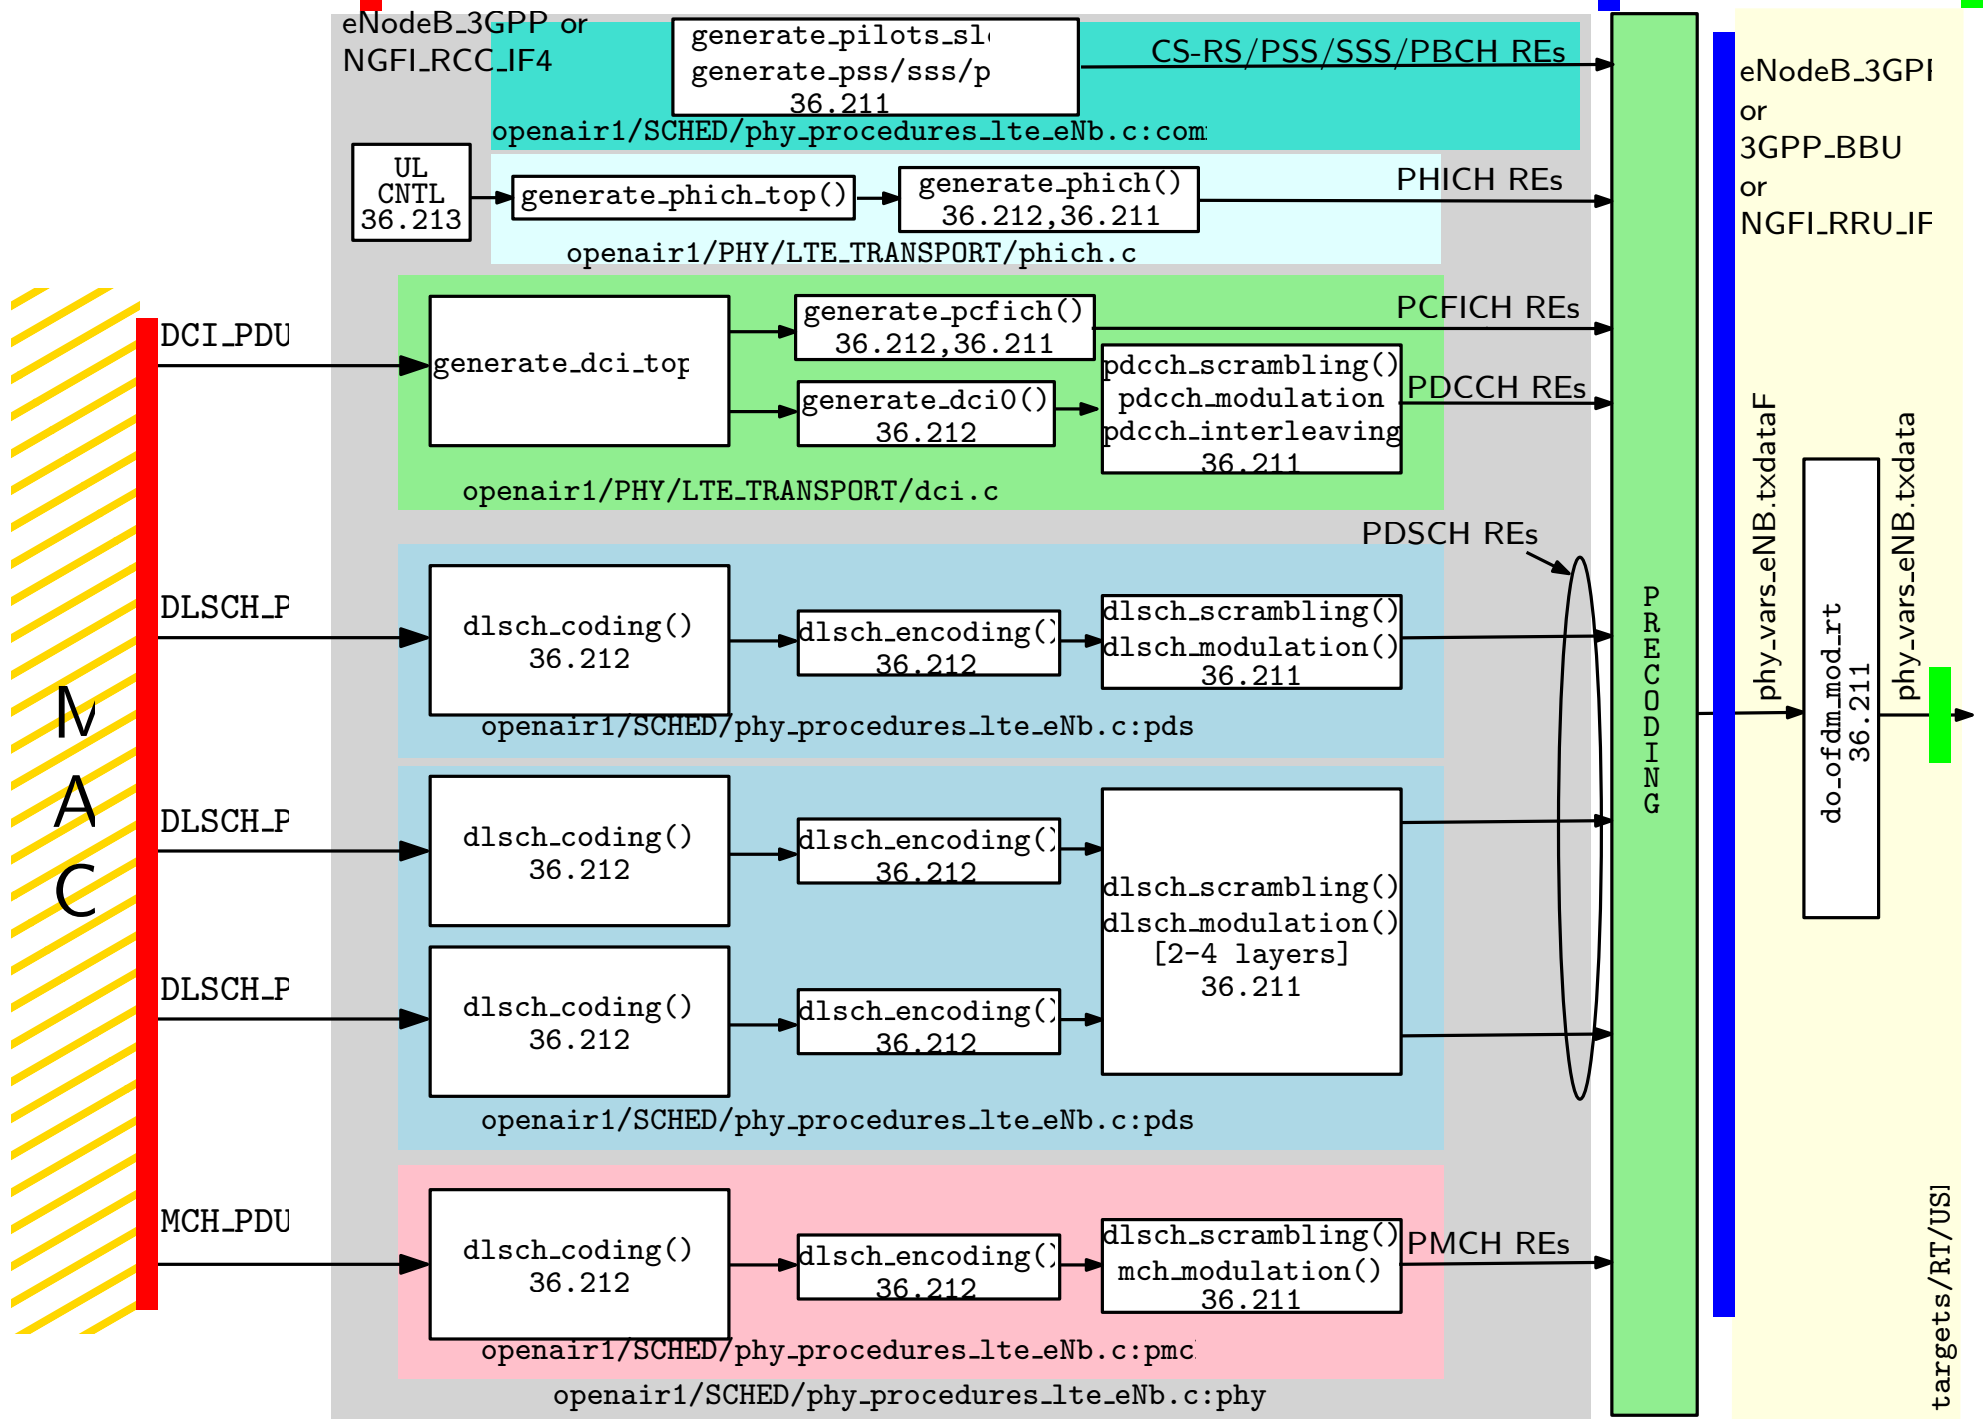 eNodeB_3GPP or
NGFI_RCC_IF4
generate_pilots_sl
generate_pss/sss/p
36.211
CS-RS/PSS/SSS/PBCH REs
openair1/SCHED/phy_procedures_lte_eNb.c:com
UL
CNTL
36.213
generate_phich_top()
generate_phich()
36.212,36.211
PHICH REs
openair1/PHY/LTE_TRANSPORT/phich.c
DCI_PDU
generate_dci_top
generate_pcfich()
36.212,36.211
PCFICH REs
generate_dci0()
36.212
pdcch_scrambling()
pdcch_modulation
pdcch_interleaving
36.211
PDCCH REs
openair1/PHY/LTE_TRANSPORT/dci.c
PDSCH REs
DLSCH_P
dlsch_coding()
36.212
dlsch_encoding()
36.212
dlsch_scrambling()
dlsch_modulation()
36.211
openair1/SCHED/phy_procedures_lte_eNb.c:pds
M
A
C
DLSCH_P
dlsch_coding()
36.212
dlsch_encoding()
36.212
dlsch_scrambling()
dlsch_modulation()
[2-4 layers]
36.211
DLSCH_P
dlsch_coding()
36.212
dlsch_encoding()
36.212
openair1/SCHED/phy_procedures_lte_eNb.c:pds
MCH_PDU
dlsch_coding()
36.212
dlsch_encoding()
36.212
dlsch_scrambling()
mch_modulation()
36.211
PMCH REs
openair1/SCHED/phy_procedures_lte_eNb.c:pmc
openair1/SCHED/phy_procedures_lte_eNb.c:phy
PRECODING
eNodeB_3GPP
or
3GPP_BBU
or
NGFI_RRU_IF
phy_vars_eNB.txdataF
do_ofdm_mod_rt
36.211
phy_vars_eNB.txdata
targets/RT/US